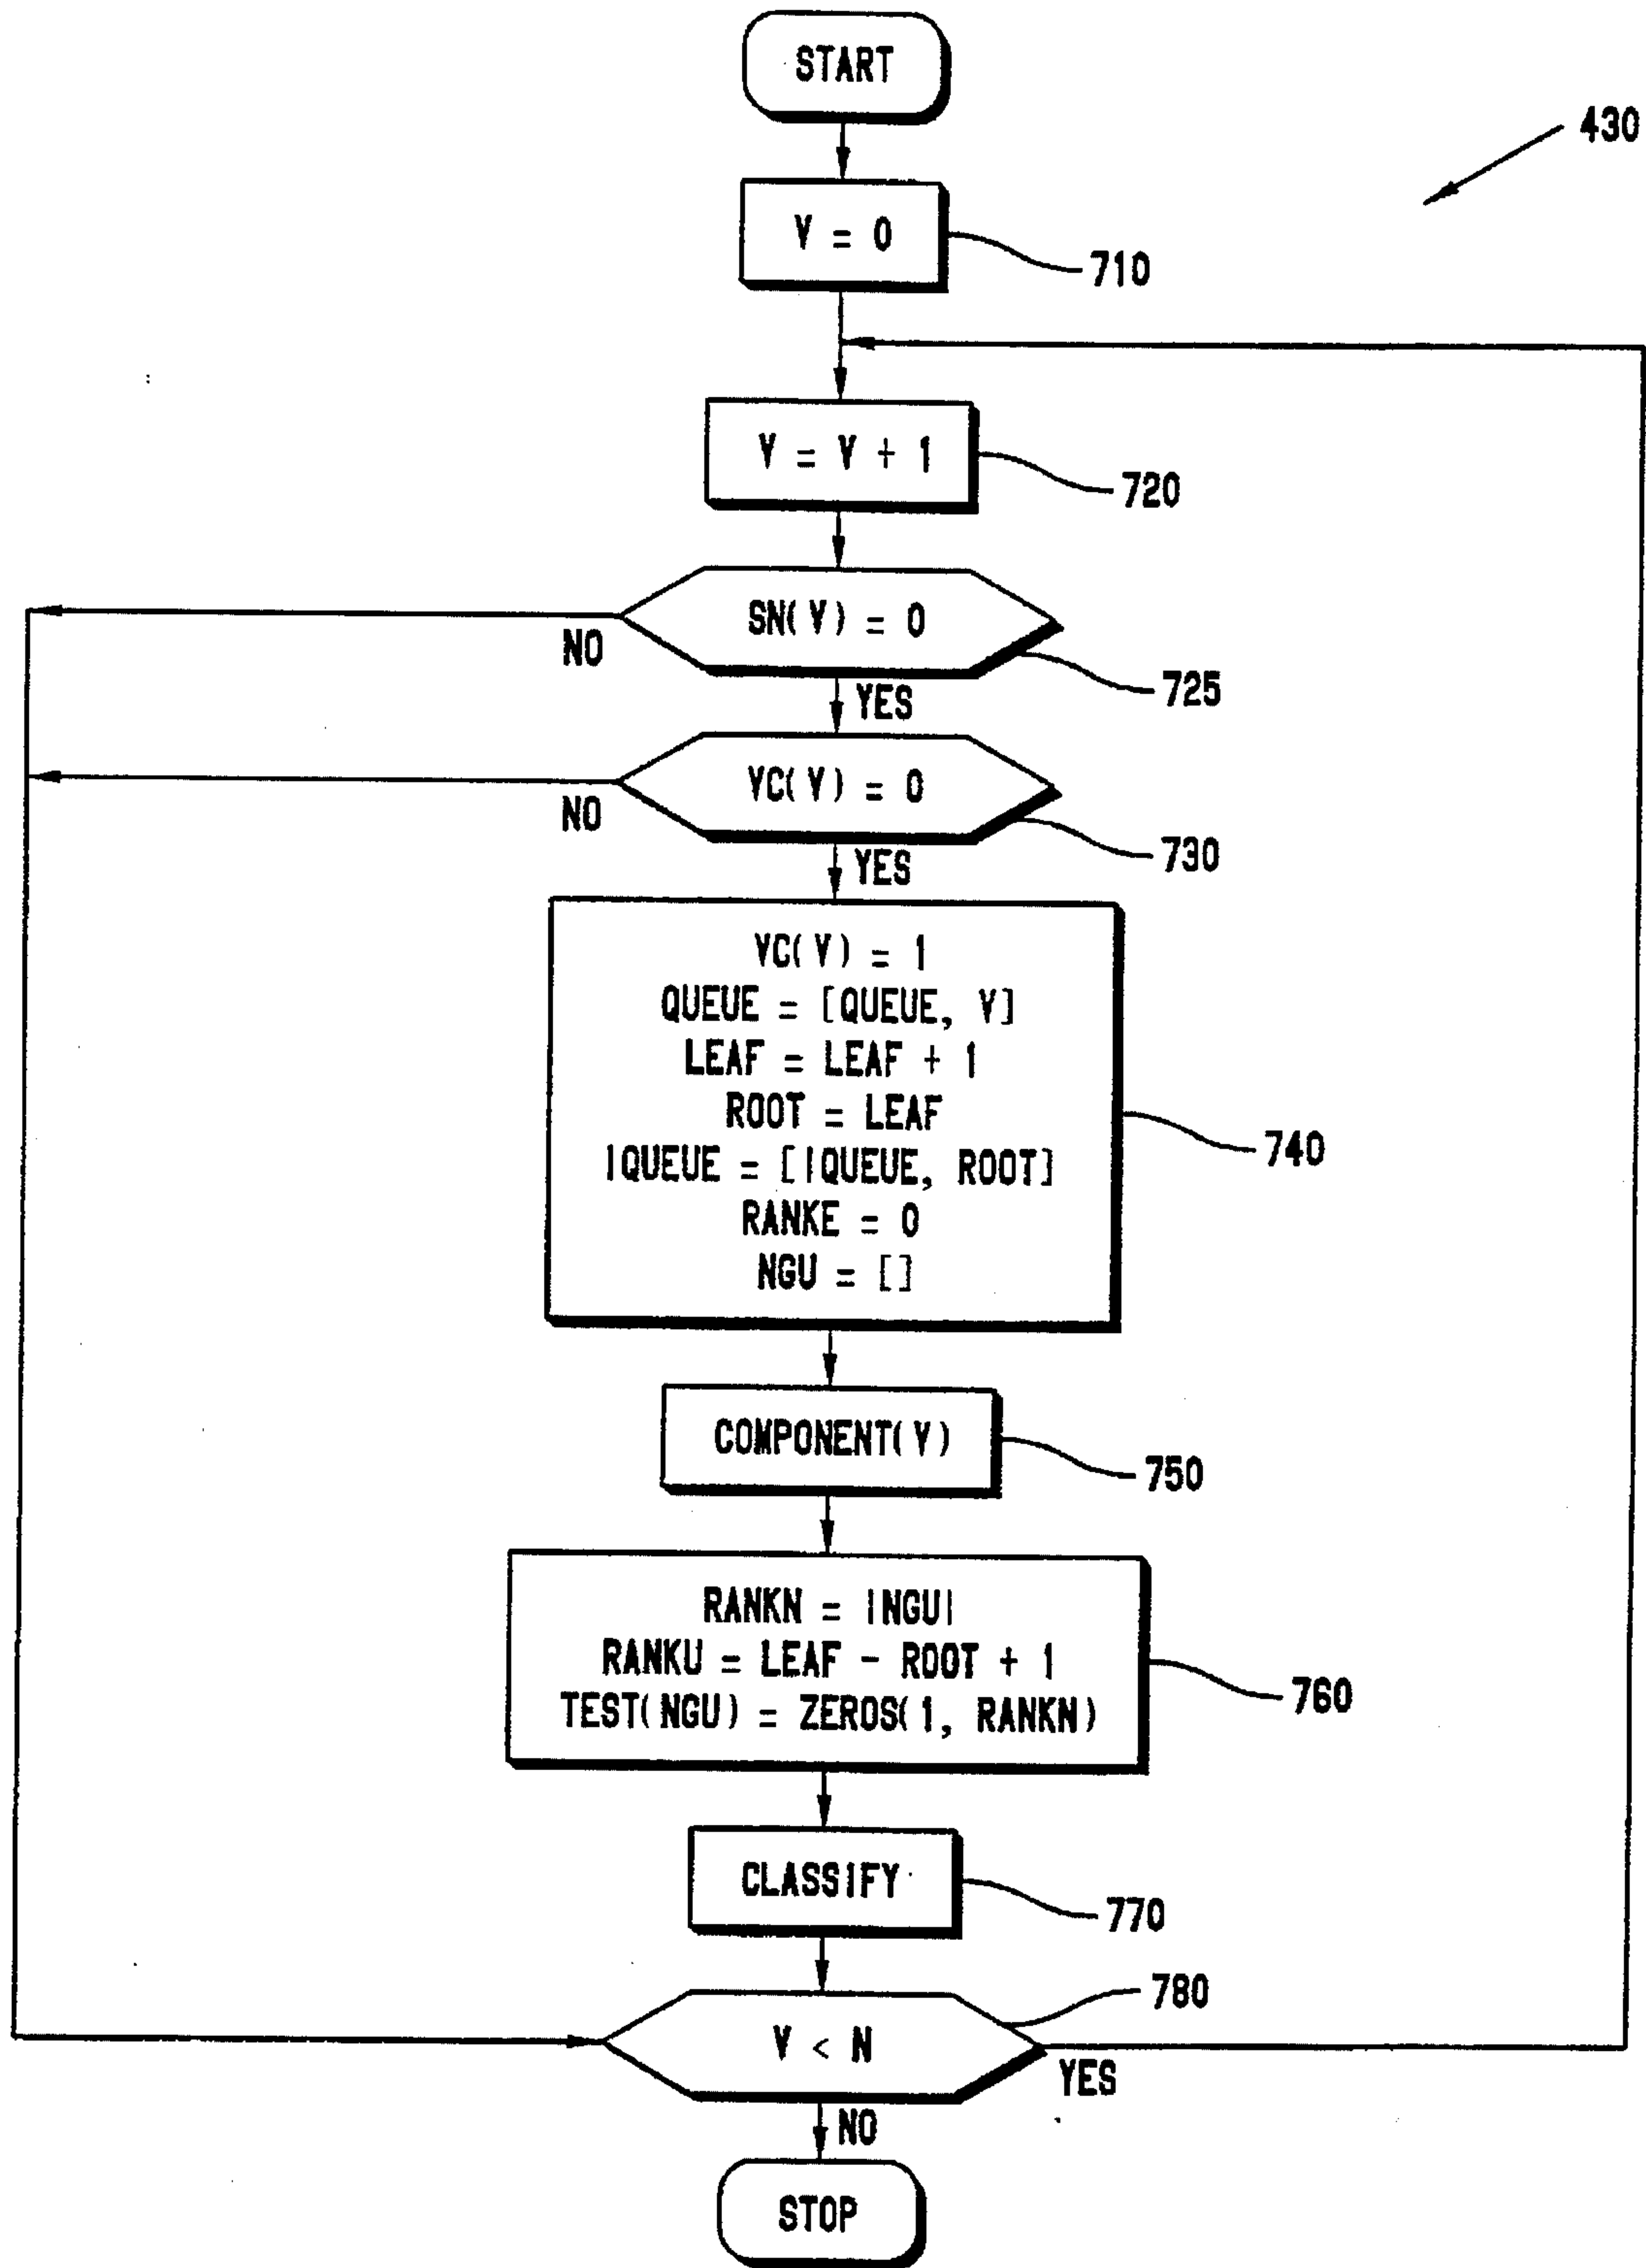 START
430
V = 0
710
V = V + 1
720
SN(V) = 0
NO
725
YES
VC(V) = 0
NO
730
YES
VC(V) = 1
QUEUE = [QUEUE, V]
LEAF = LEAF + 1
ROOT = LEAF
IQUEUE = [IQUEUE, ROOT]
RANKE = 0
NGU = []
740
COMPONENT(V)
750
RANKN = |NGU|
RANKU = LEAF - ROOT + 1
TEST(NGU) = ZEROS(1, RANKN)
760
CLASSIFY
770
780
V < N
YES
NO
STOP